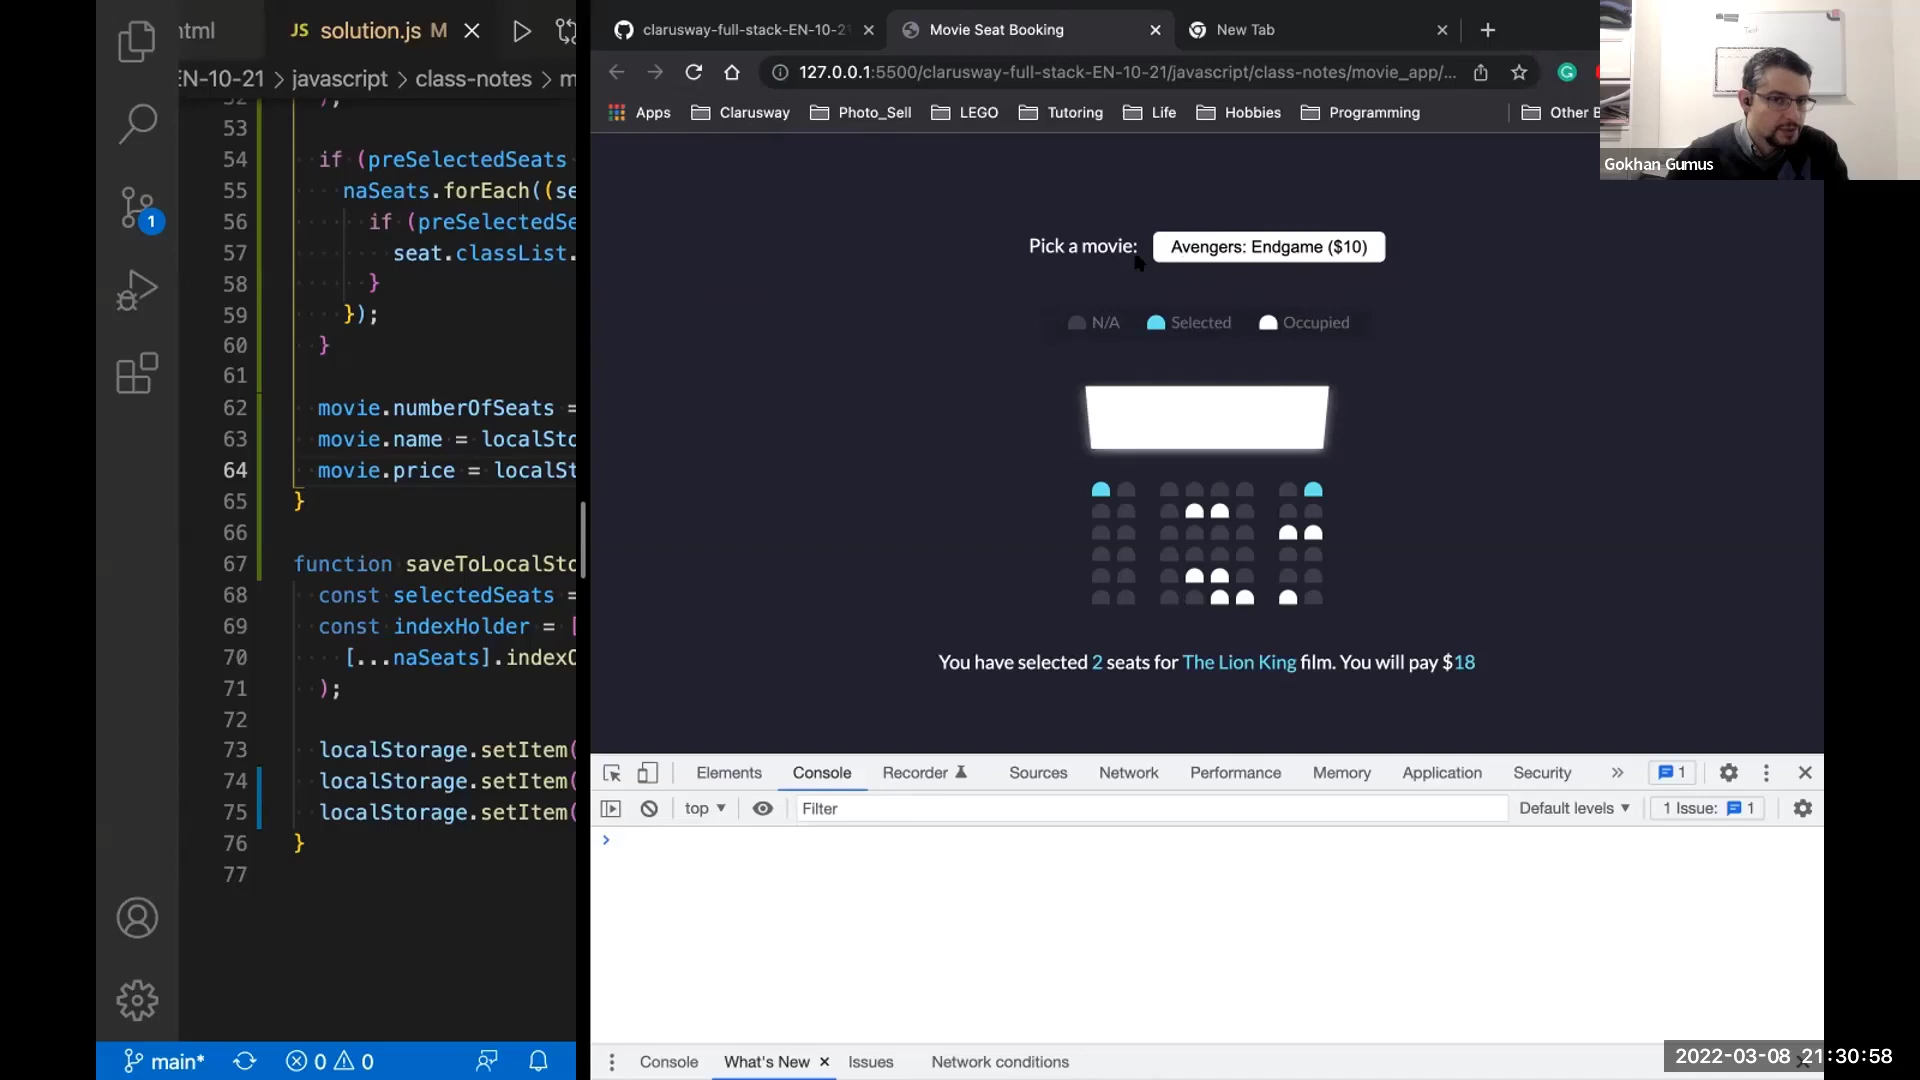 html
JS solution.js M
EN-10-21 > javascript > class-notes > m
52 );
53
54 if (preSelectedSeats
55 naSeats.forEach((se
56 if (preSelectedSe
57 seat.classList.
58 }
59 });
60 }
61
62 movie.numberOfSeats =
63 movie.name = localSto
64 movie.price = localSt
65 }
66
67 function saveToLocalSto
68 const selectedSeats =
69 const indexHolder = [
70 [...naSeats].indexO
71 );
72
73 localStorage.setItem(
74 localStorage.setItem(
75 localStorage.setItem(
76 }
77
1
main*
0 0
clarusway-full-stack-EN-10-21
Movie Seat Booking
New Tab
127.0.0.1:5500/clarusway-full-stack-EN-10-21/javascript/class-notes/movie_app/...
Apps Clarusway Photo_Sell LEGO Tutoring Life Hobbies Programming Other B
Gokhan Gumus
Pick a movie: Avengers: Endgame ($10)
N/A Selected Occupied
You have selected 2 seats for The Lion King film. You will pay $18
Elements Console Recorder Sources Network Performance Memory Application Security » 1
top Filter Default levels 1 Issue: 1
Console What's New Issues Network conditions
2022-03-08 21:30:58